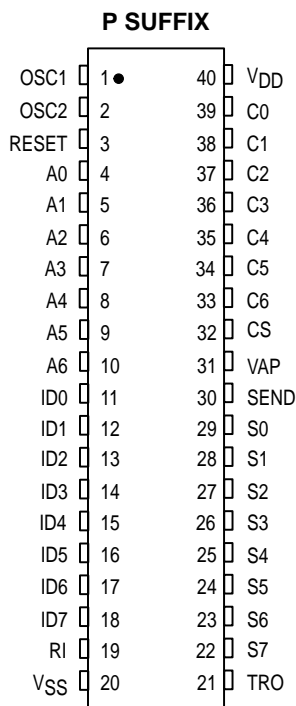 P SUFFIX
OSC1 1 40 VDD
OSC2 2 39 C0
RESET 3 38 C1
A0 4 37 C2
A1 5 36 C3
A2 6 35 C4
A3 7 34 C5
A4 8 33 C6
A5 9 32 CS
A6 10 31 VAP
ID0 11 30 SEND
ID1 12 29 S0
ID2 13 28 S1
ID3 14 27 S2
ID4 15 26 S3
ID5 16 25 S4
ID6 17 24 S5
ID7 18 23 S6
RI 19 22 S7
VSS 20 21 TRO